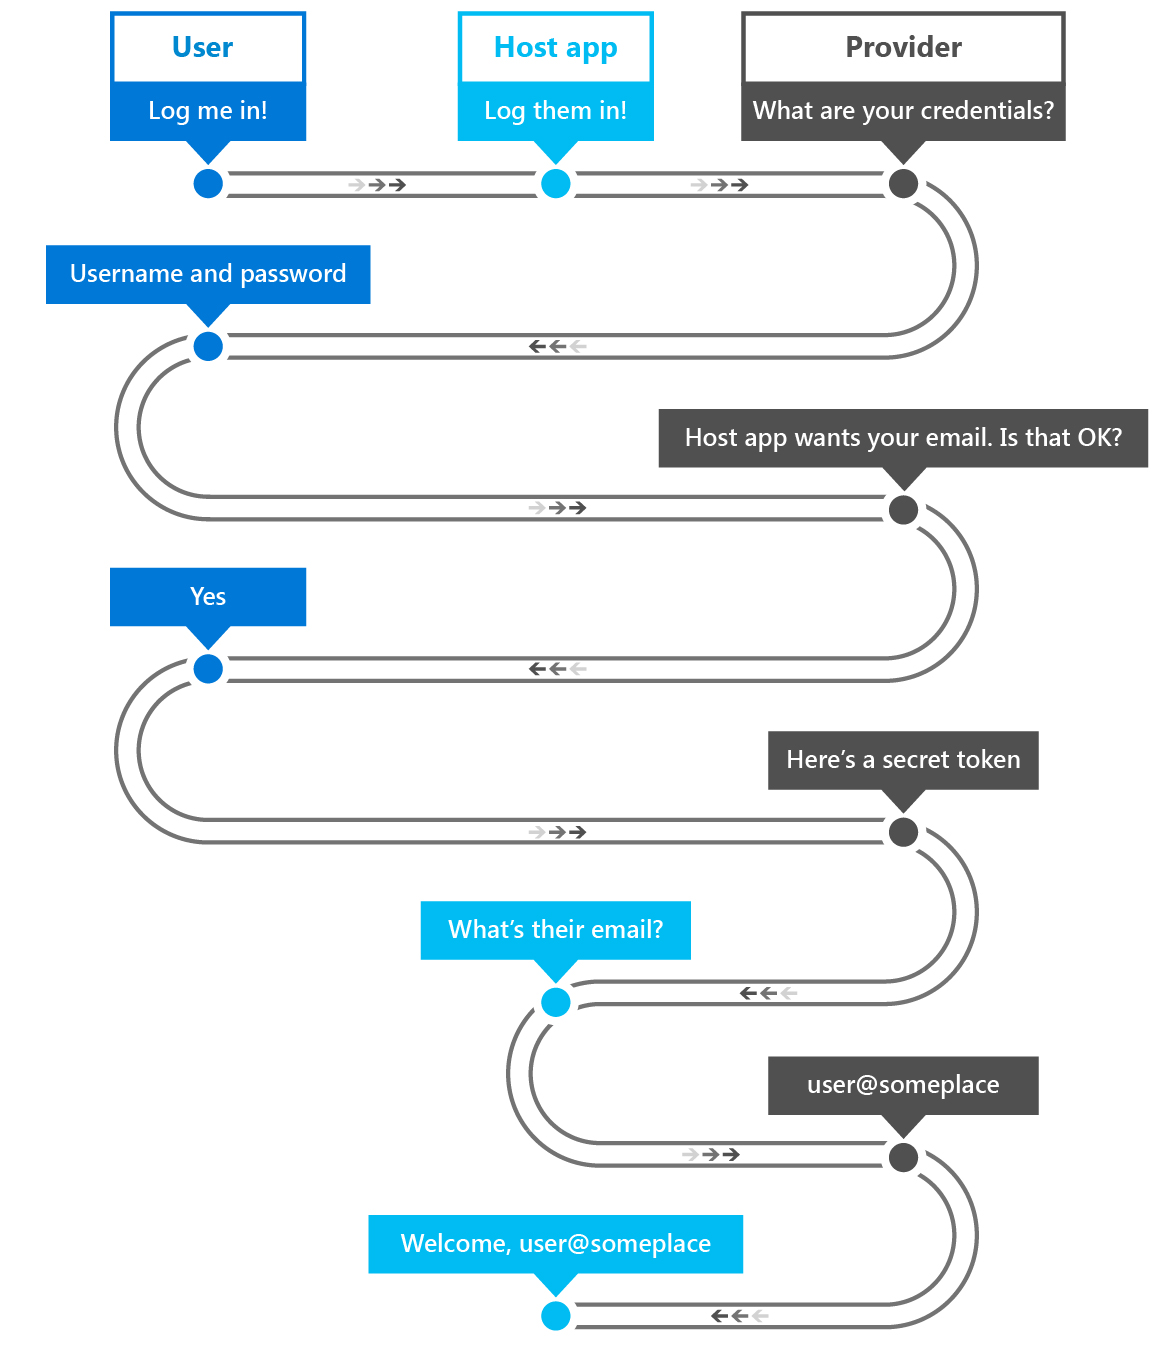 User
Host app
Provider
Log me in!
Log them in!
What are your credentials?
Username and password
Host app wants your email. Is that OK?
Yes
Here’s a secret token
What’s their email?
user@someplace
Welcome, user@someplace